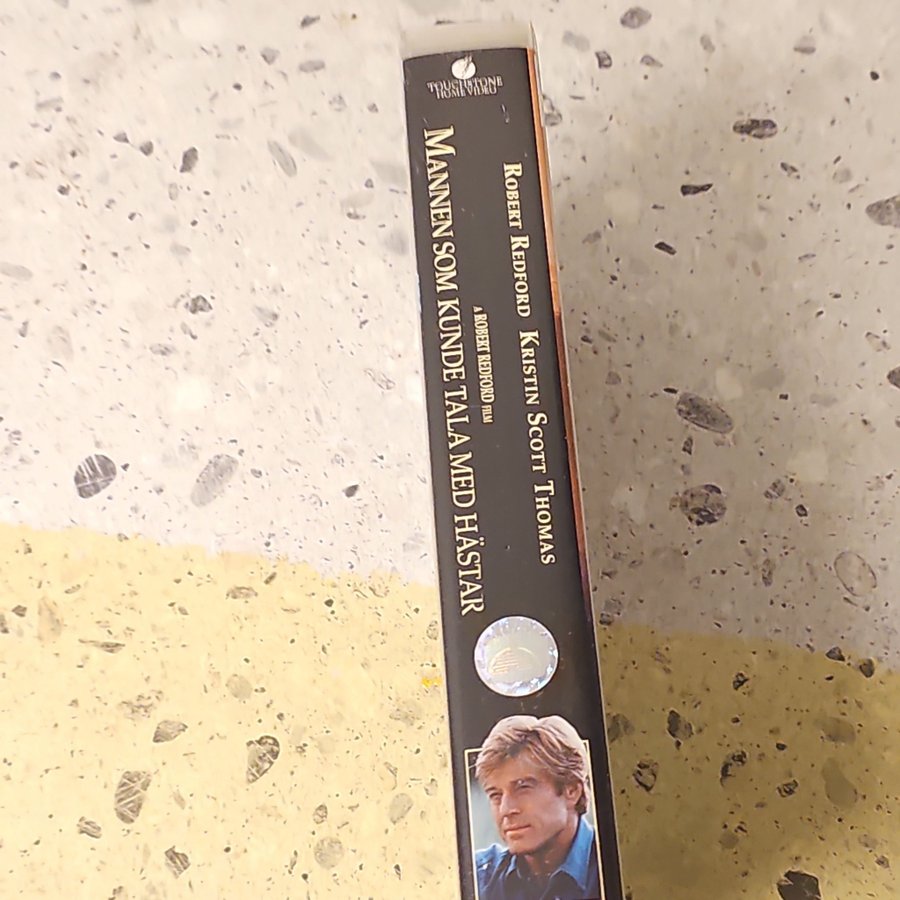 TOUCHSTONE
HOME VIDEO
ROBERT REDFORD KRISTIN SCOTT THOMAS
A ROBERT REDFORD FILM
MANNEN SOM KUNDE TALA MED HÄSTAR